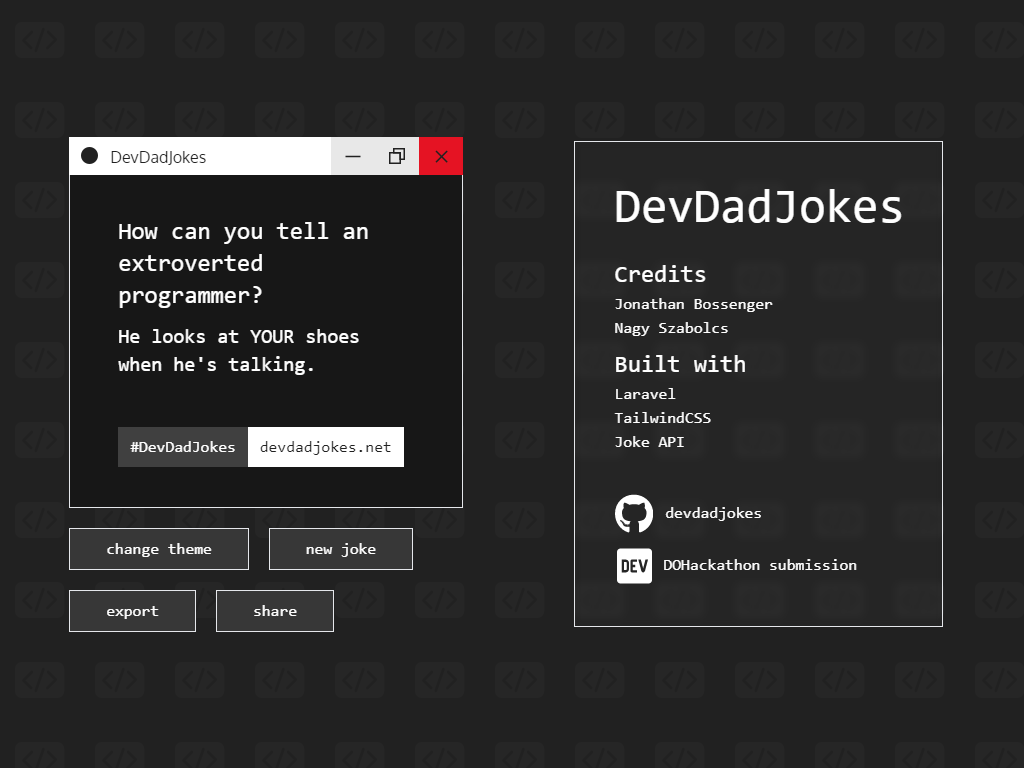 DevDadJokes
How can you tell an
extroverted
programmer?
He looks at YOUR shoes
when he's talking.
#DevDadJokes devdadjokes.net
change theme
new joke
export
share
DevDadJokes
Credits
Jonathan Bossenger
Nagy Szabolcs
Built with
Laravel
TailwindCSS
Joke API
devdadjokes
DEV DOHackathon submission